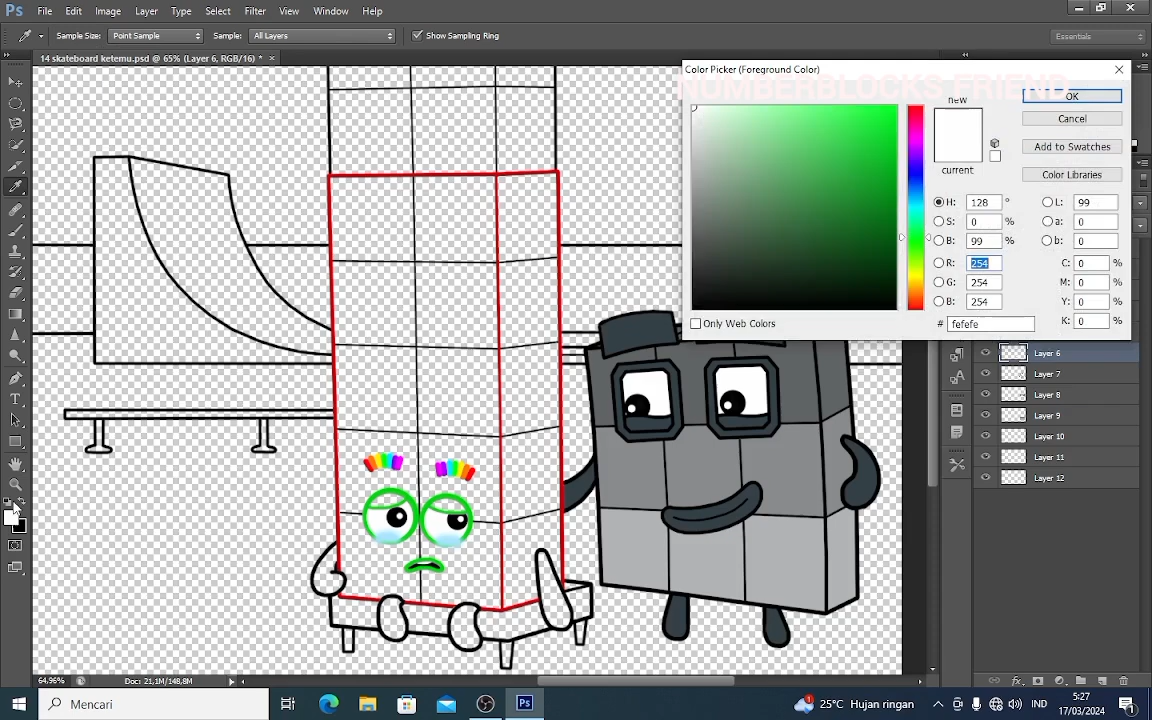 Ps File Edit Image Layer Type Select Filter View Window Help
Sample Size: Point Sample Sample: All Layers Show Sampling Ring Essentials
14 skateboard ketemu.psd @ 65% (Layer 6, RGB/16) *
Color Picker (Foreground Color)
NUMBERBLOCKS FRIEND
new
OK
Cancel
Add to Swatches
current
Color Libraries
H: 128 ° L: 99
S: 0 % a: 0
B: 99 % b: 0
R: 254 C: 0 %
G: 254 M: 0 %
B: 254 Y: 0 %
# fefefe K: 0 %
Only Web Colors
Layer 6
Layer 7
Layer 8
Layer 9
Layer 10
Layer 11
Layer 12
64,96% Doc: 21,1M/148,8M
Mencari
25°C Hujan ringan
IND
5:27
17/03/2024